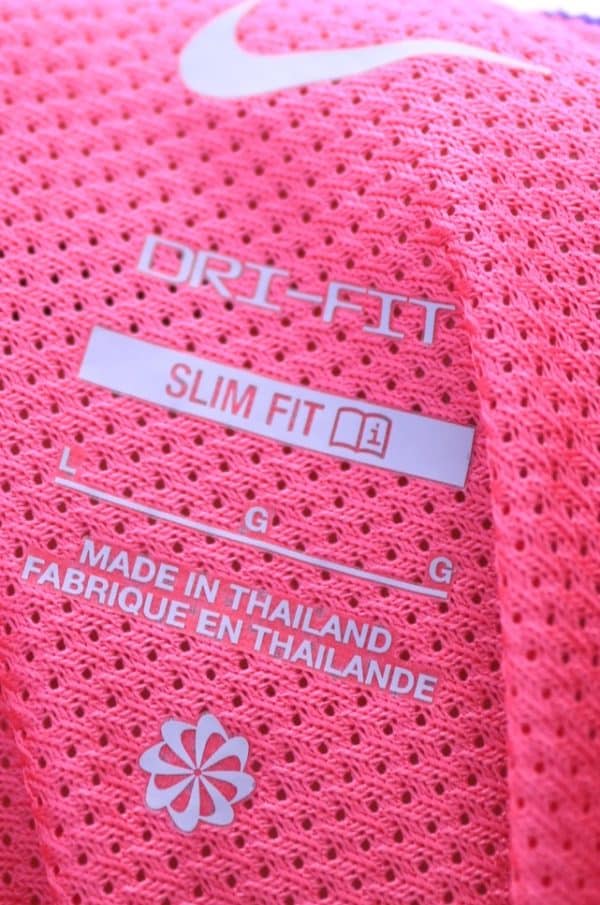 DRI-FIT
SLIM FIT
L G G
MADE IN THAILAND
FABRIQUE EN THAILANDE